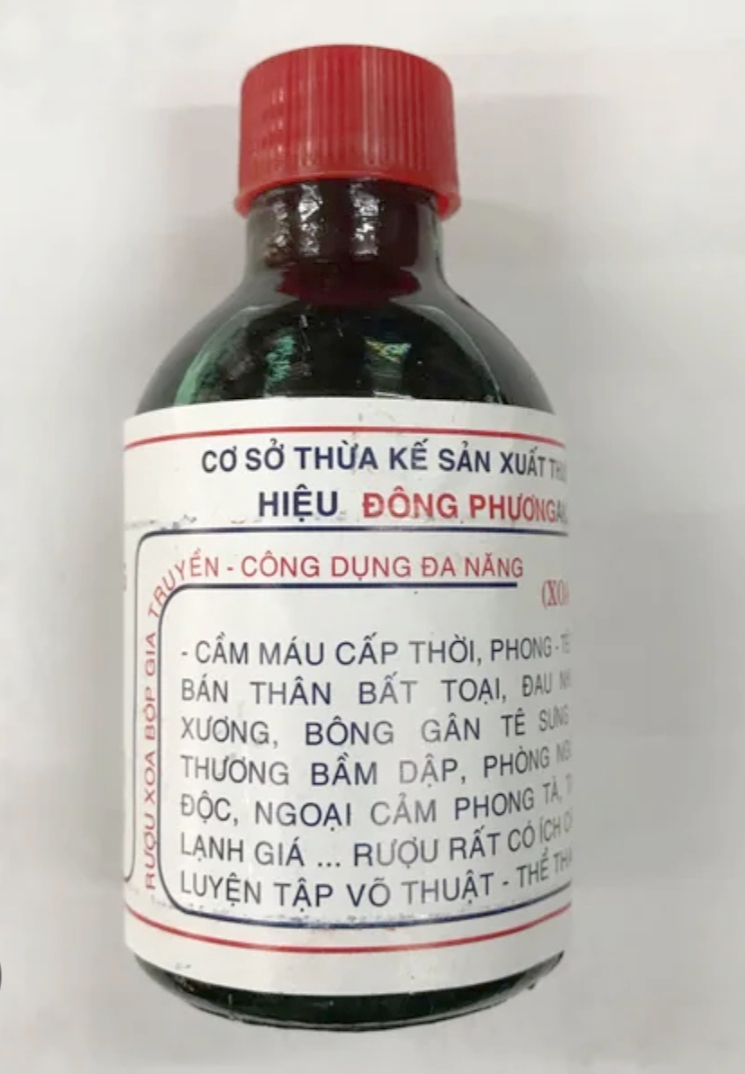 CƠ SỞ THỪA KẾ SẢN XUẤT
HIỆU ĐÔNG PHƯƠNG
RƯỢU XOA BÓP GIA TRUYỀN - CÔNG DỤNG ĐA NĂNG
- CẦM MÁU CẤP THỜI, PHONG - TÊ
BÁN THÂN BẤT TOẠI, ĐAU
XƯƠNG, BÔNG GÂN TÊ SƯNG
THƯƠNG BẦM DẬP, PHÒNG
ĐỘC, NGOẠI CẢM PHONG TÀ,
LẠNH GIÁ ... RƯỢU RẤT CÓ ÍCH
LUYỆN TẬP VÕ THUẬT - THỂ